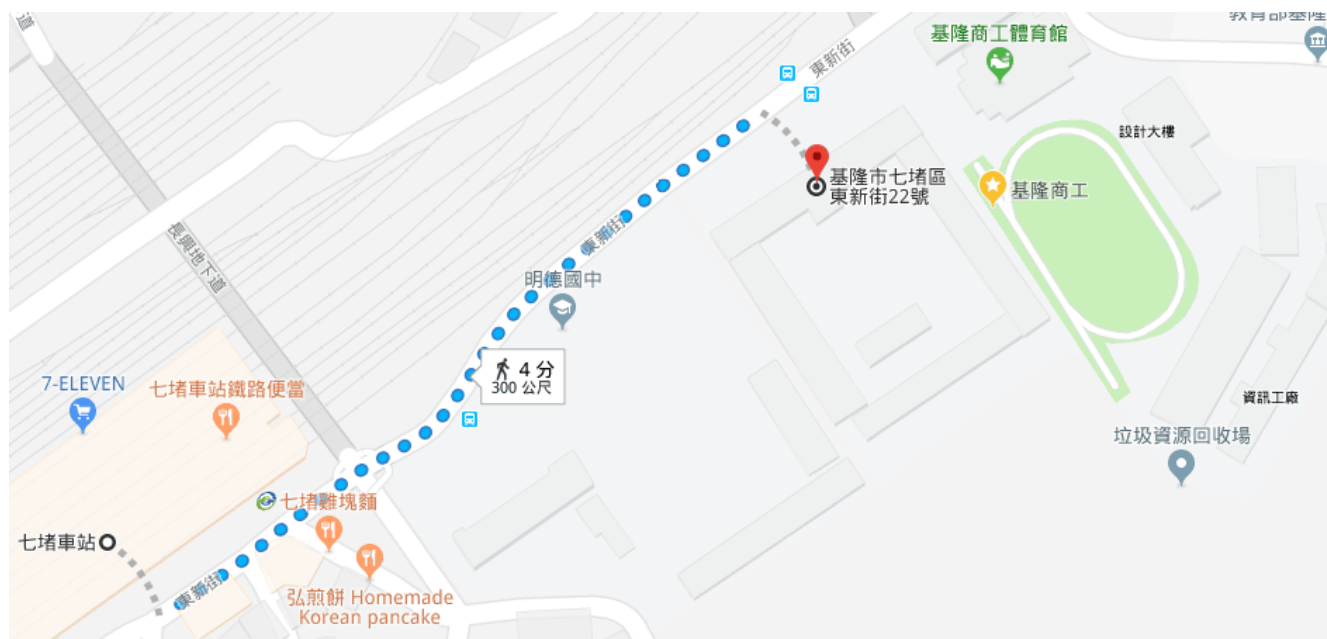 道
教育部基隆
基隆商工體育館
東新街
設計大樓
基隆市七堵區
東新街22號
基隆商工
東新街
長興地下道
明德國中
4 分
300 公尺
7-ELEVEN
七堵車站鐵路便當
資訊工廠
垃圾資源回收場
七堵雞塊麵
七堵車站
東新街
弘煎餅 Homemade
Korean pancake